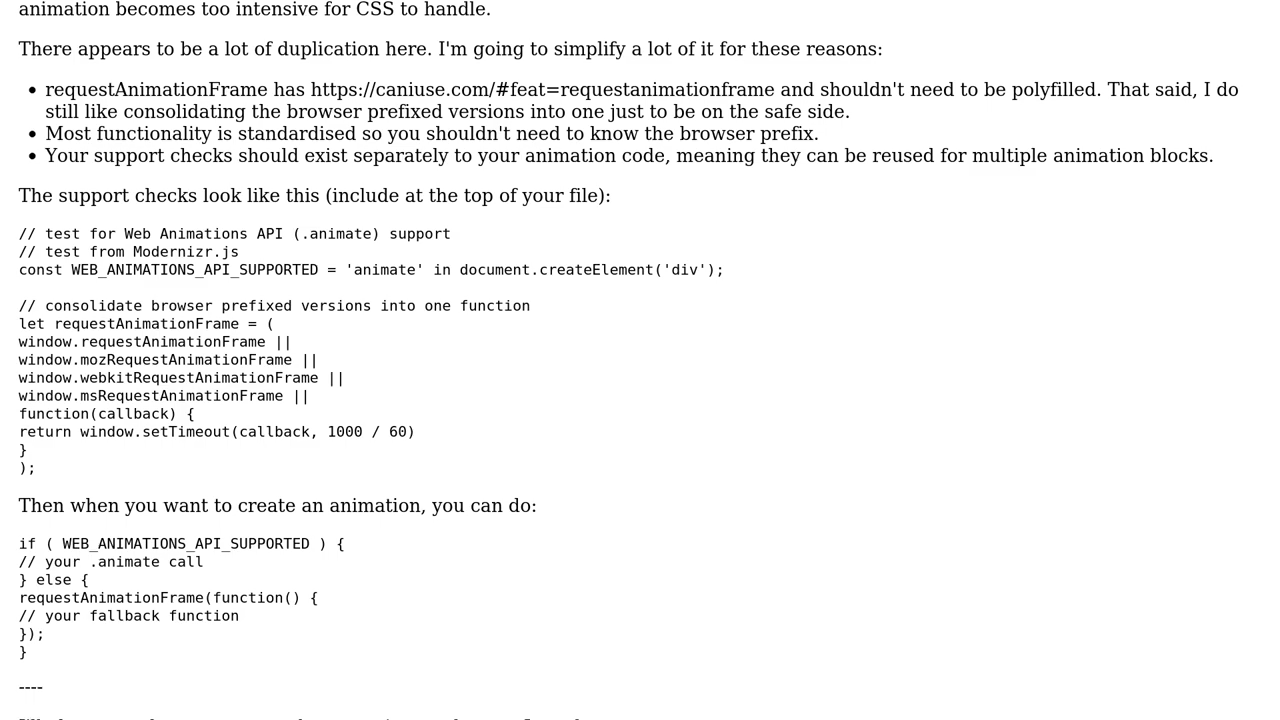 animation becomes too intensive for CSS to handle.
There appears to be a lot of duplication here. I'm going to simplify a lot of it for these reasons:
• requestAnimationFrame has https://caniuse.com/#feat=requestanimationframe and shouldn't need to be polyfilled. That said, I do
still like consolidating the browser prefixed versions into one just to be on the safe side.
• Most functionality is standardised so you shouldn't need to know the browser prefix.
• Your support checks should exist separately to your animation code, meaning they can be reused for multiple animation blocks.
The support checks look like this (include at the top of your file):
// test for Web Animations API (.animate) support
// test from Modernizr.js
const WEB_ANIMATIONS_API_SUPPORTED = 'animate' in document.createElement('div');
// consolidate browser prefixed versions into one function
let requestAnimationFrame = (
window.requestAnimationFrame ||
window.mozRequestAnimationFrame ||
window.webkitRequestAnimationFrame ||
window.msRequestAnimationFrame ||
function(callback) {
return window.setTimeout(callback, 1000 / 60)
}
);
Then when you want to create an animation, you can do:
if ( WEB_ANIMATIONS_API_SUPPORTED ) {
// your .animate call
} else {
requestAnimationFrame(function() {
// your fallback function
});
}
----